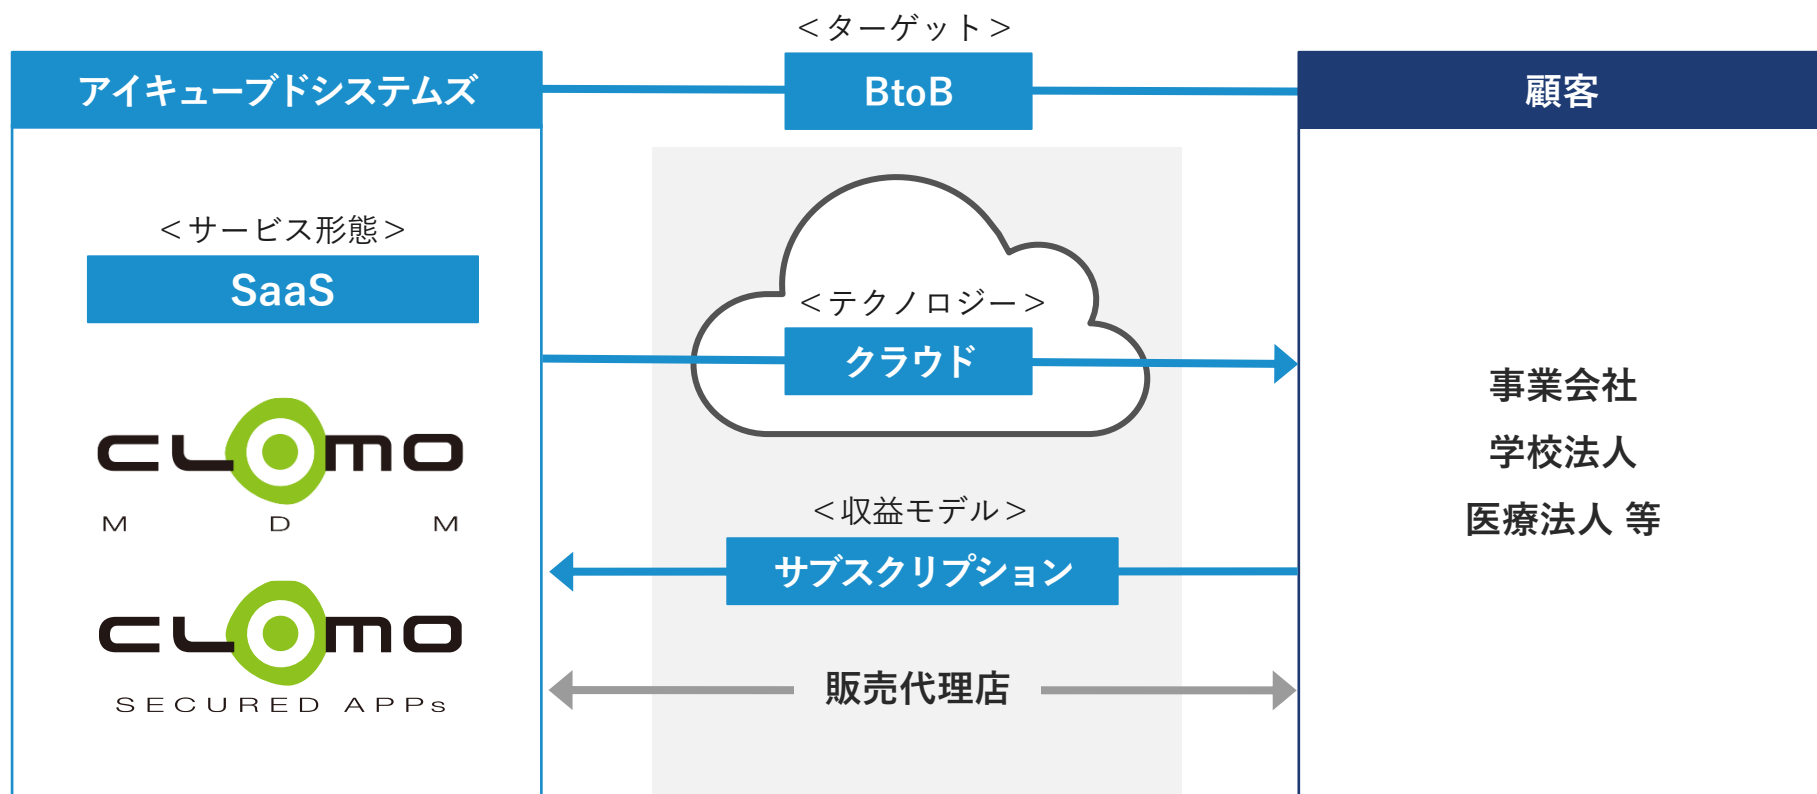 ＜ターゲット＞
アイキューブドシステムズ
BtoB
顧客
＜サービス形態＞
SaaS
CLOMO
M D M
CLOMO
SECURED APPs
＜テクノロジー＞
クラウド
＜収益モデル＞
サブスクリプション
販売代理店
事業会社
学校法人
医療法人 等